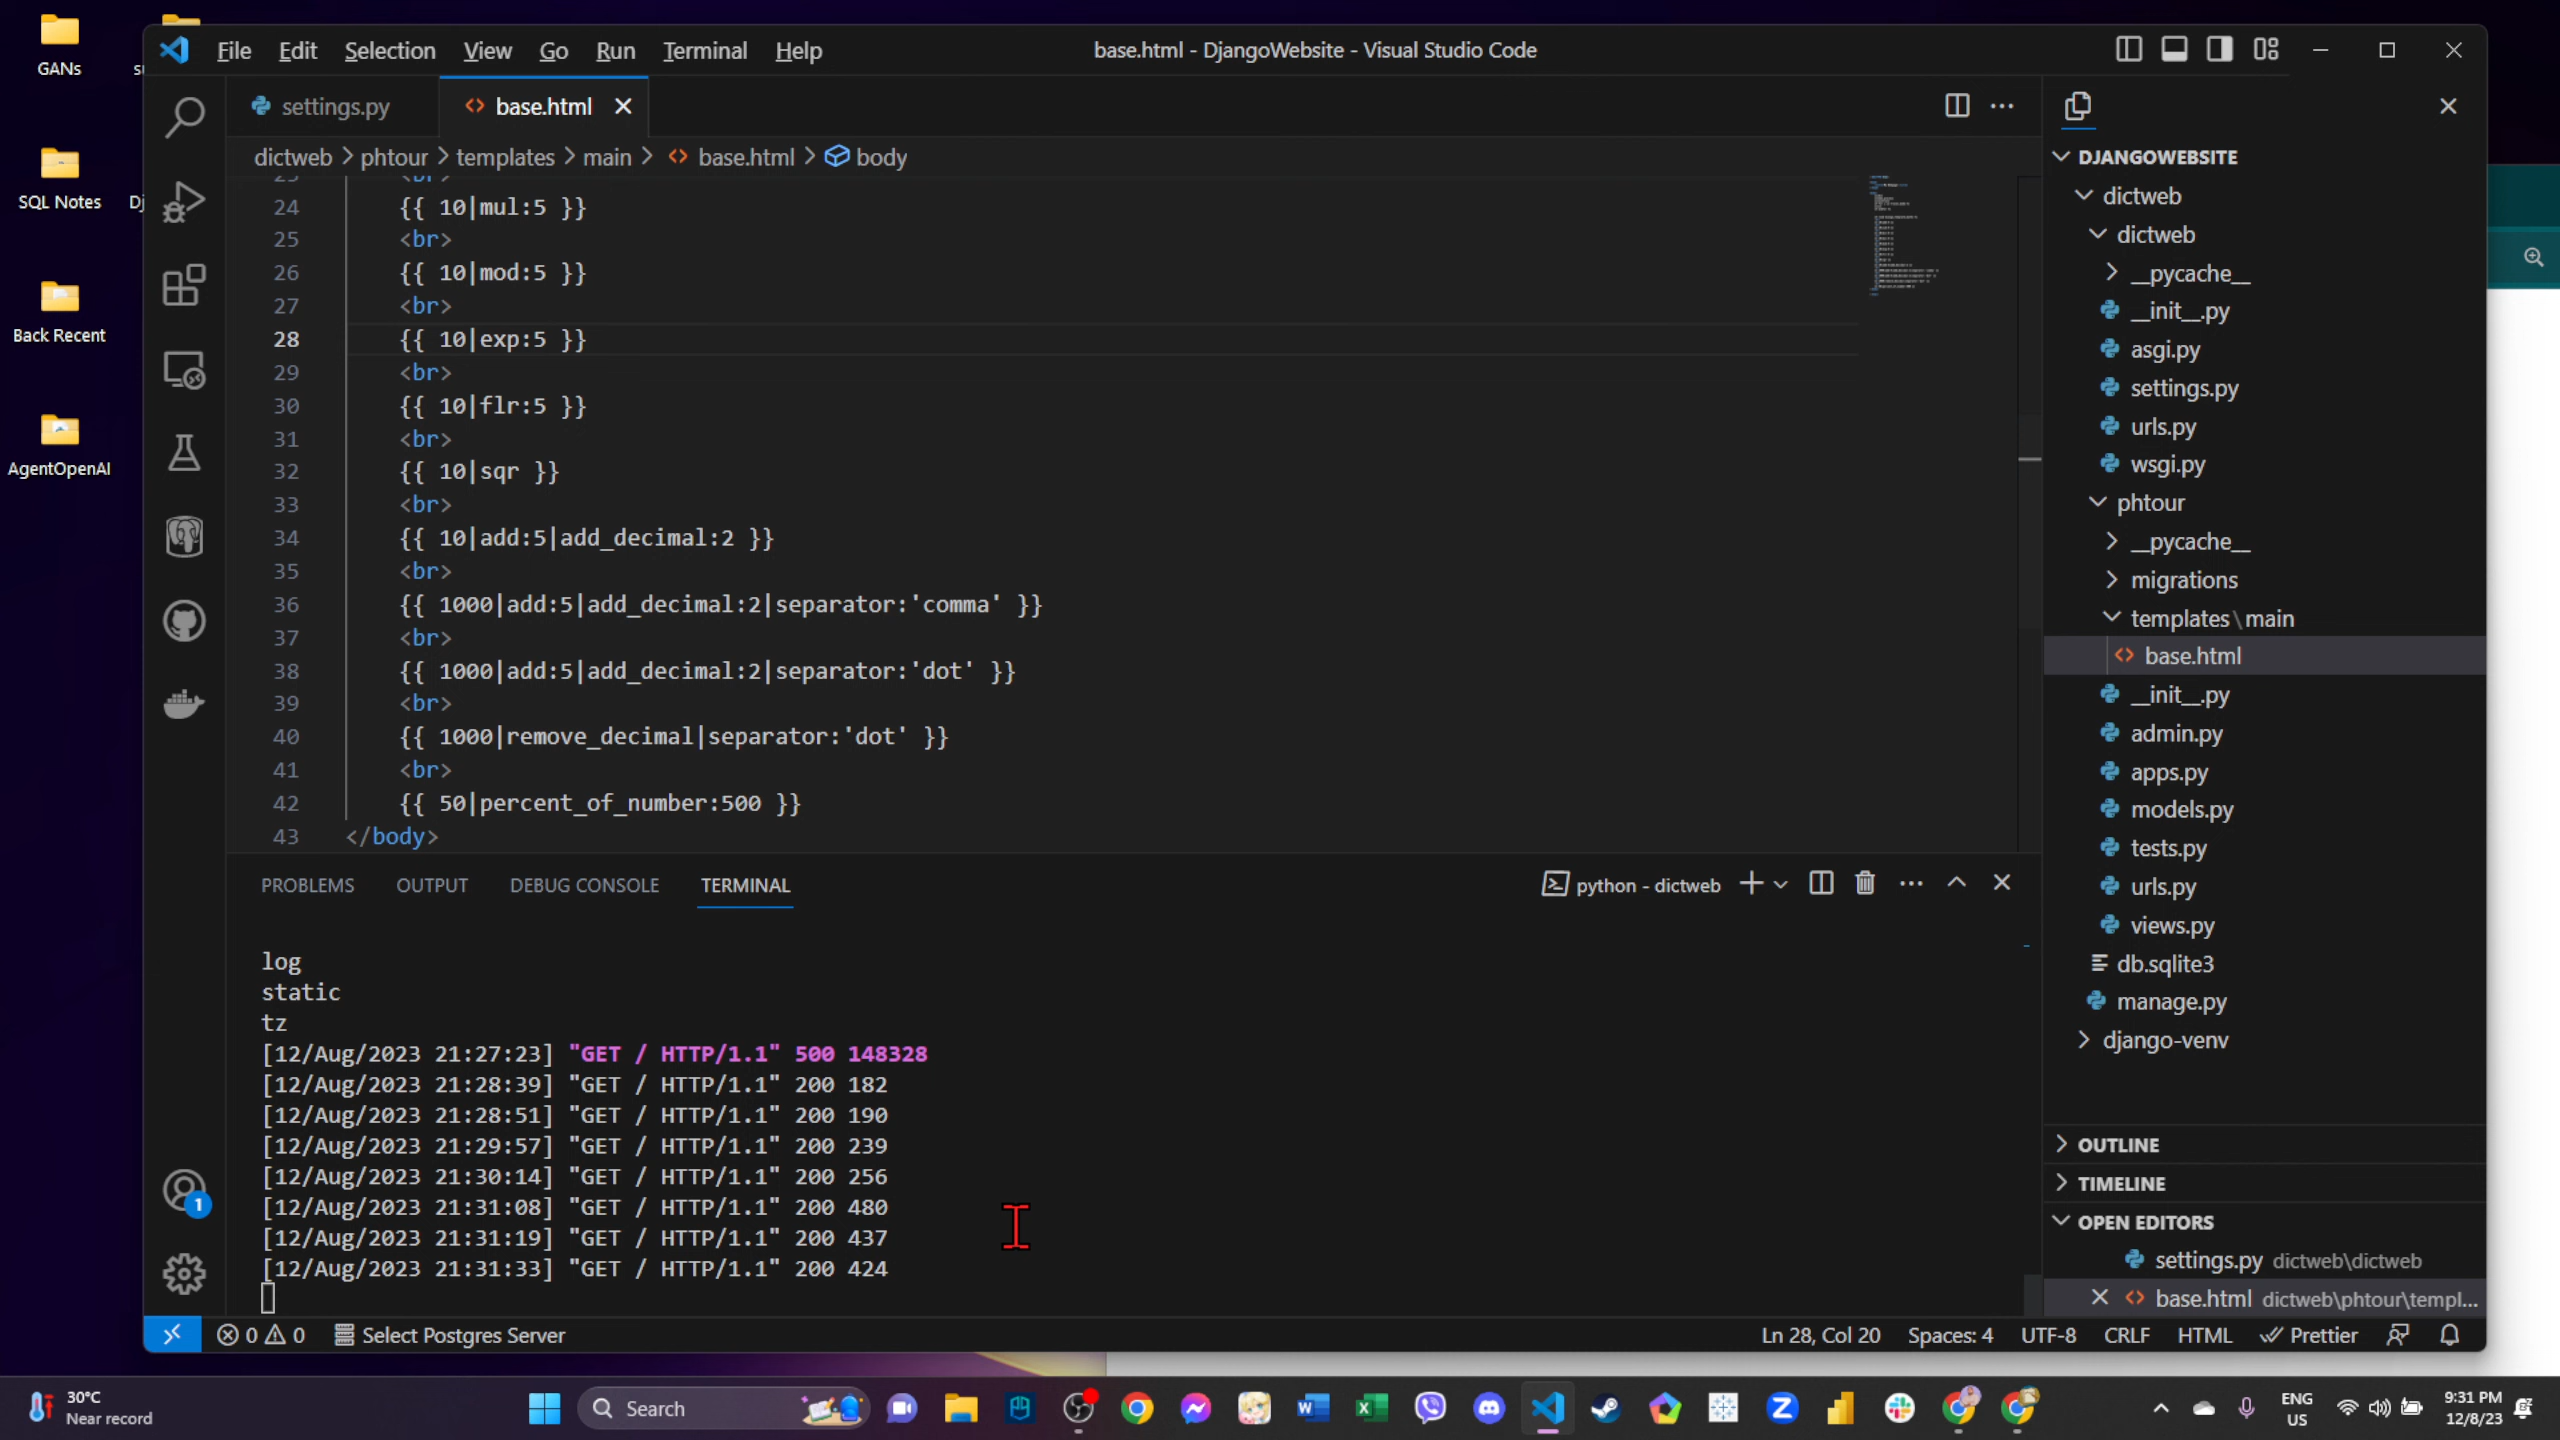 GANs
SQL Notes
Back Recent
AgentOpenAI
File Edit Selection View Go Run Terminal Help
base.html - DjangoWebsite - Visual Studio Code
settings.py
base.html
dictweb > phtour > templates > main > base.html > body
24 {{ 10|mul:5 }}
25 <br>
26 {{ 10|mod:5 }}
27 <br>
28 {{ 10|exp:5 }}
29 <br>
30 {{ 10|flr:5 }}
31 <br>
32 {{ 10|sqr }}
33 <br>
34 {{ 10|add:5|add_decimal:2 }}
35 <br>
36 {{ 1000|add:5|add_decimal:2|separator:'comma' }}
37 <br>
38 {{ 1000|add:5|add_decimal:2|separator:'dot' }}
39 <br>
40 {{ 1000|remove_decimal|separator:'dot' }}
41 <br>
42 {{ 50|percent_of_number:500 }}
43 </body>
PROBLEMS OUTPUT DEBUG CONSOLE TERMINAL
python - dictweb
log
static
tz
[12/Aug/2023 21:27:23] "GET / HTTP/1.1" 500 148328
[12/Aug/2023 21:28:39] "GET / HTTP/1.1" 200 182
[12/Aug/2023 21:28:51] "GET / HTTP/1.1" 200 190
[12/Aug/2023 21:29:57] "GET / HTTP/1.1" 200 239
[12/Aug/2023 21:30:14] "GET / HTTP/1.1" 200 256
[12/Aug/2023 21:31:08] "GET / HTTP/1.1" 200 480
[12/Aug/2023 21:31:19] "GET / HTTP/1.1" 200 437
[12/Aug/2023 21:31:33] "GET / HTTP/1.1" 200 424
DJANGOWEBSITE
dictweb
dictweb
__pycache__
__init__.py
asgi.py
settings.py
urls.py
wsgi.py
phtour
__pycache__
migrations
templates\main
base.html
__init__.py
admin.py
apps.py
models.py
tests.py
urls.py
views.py
db.sqlite3
manage.py
django-venv
OUTLINE
TIMELINE
OPEN EDITORS
settings.py dictweb\dictweb
base.html dictweb\phtour\templ...
1
0 0 Select Postgres Server
Ln 28, Col 20 Spaces: 4 UTF-8 CRLF HTML Prettier
30°C
Near record
Search
ENG
US
9:31 PM
12/8/23